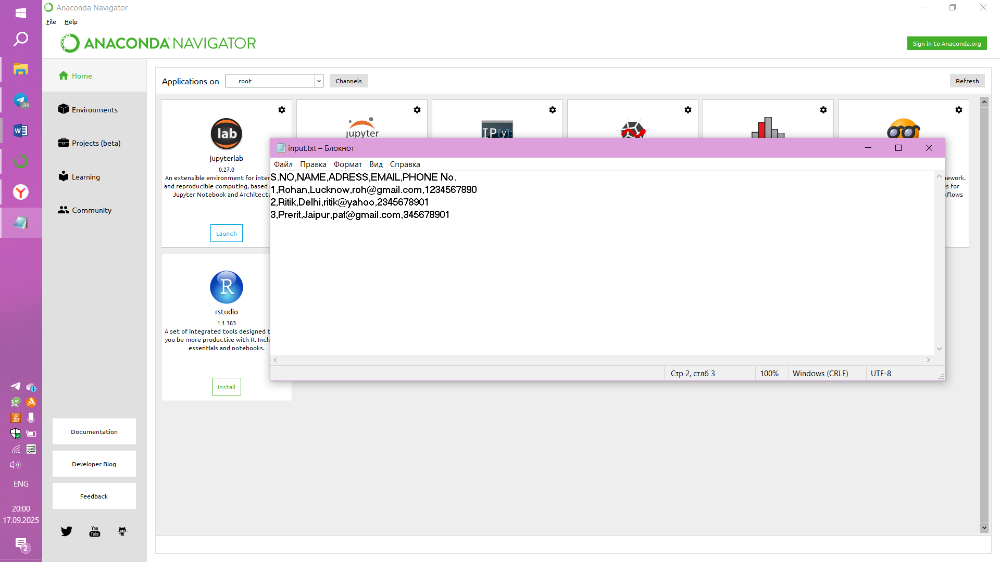 Anaconda Navigator
File Help
ANACONDA NAVIGATOR
Sign in to Anaconda.org
Home
Environments
Projects (beta)
Learning
Community
Documentation
Developer Blog
Feedback
You Tube
Applications on root Channels Refresh
lab
jupyterlab
0.27.0
An extensible environment for inter
and reproducible computing, based
Jupyter Notebook and Architectu
Launch
jupyter
IP[y]:
ework.
s for
kflows
R
rstudio
1.1.383
A set of integrated tools designed t
you be more productive with R. Inclu
essentials and notebooks.
Install
input.txt – Блокнот
Файл Правка Формат Вид Справка
S.NO,NAME,ADRESS,EMAIL,PHONE No.
1,Rohan,Lucknow,roh@gmail.com,1234567890
2,Ritik,Delhi,ritik@yahoo,2345678901
3,Prerit,Jaipur,pat@gmail.com,345678901
Стр 2, стлб 3 100% Windows (CRLF) UTF-8
..84
W
Y
ENG
20:00
17.09.2025
2